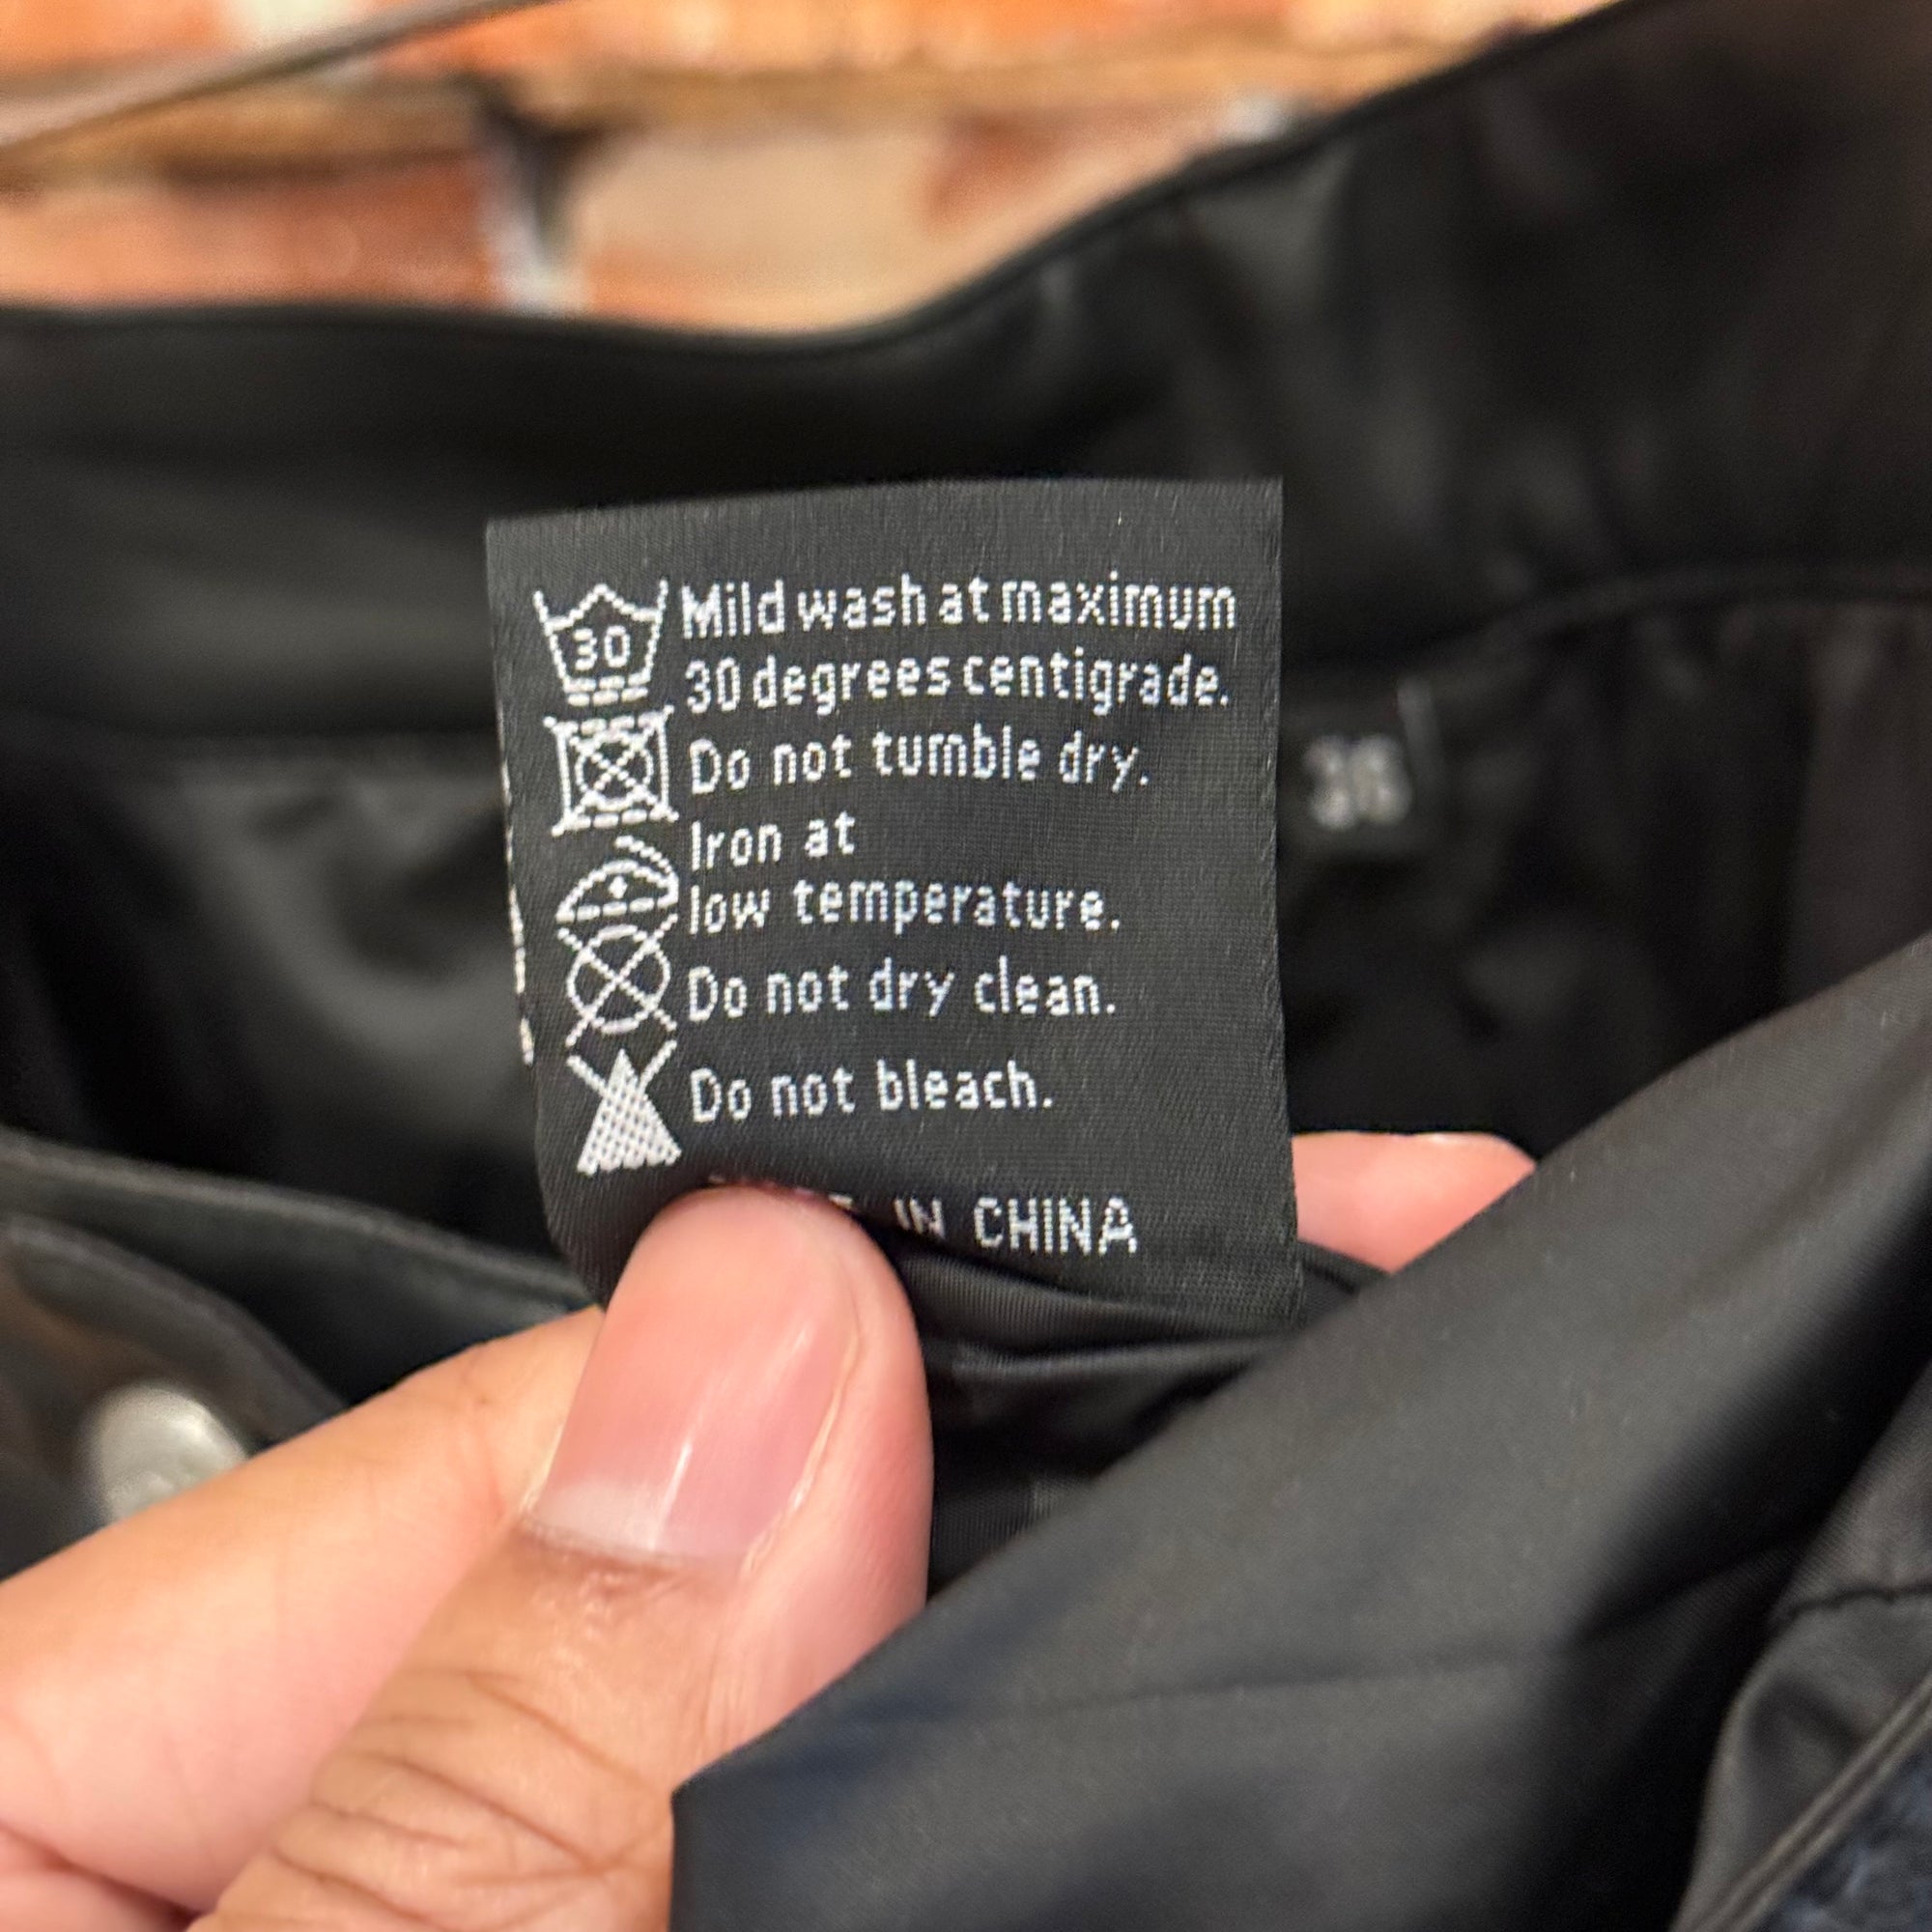 30
Mild wash at maximum
30 degrees centigrade.
Do not tumble dry.
Iron at
low temperature.
Do not dry clean.
Do not bleach.
IN CHINA